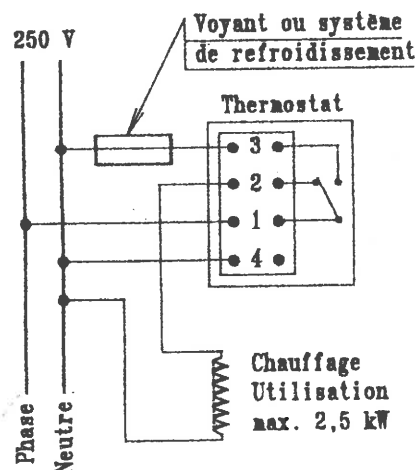 Voyant ou système
de refroidissement
250 V
Thermostat
3
2
1
4
Chauffage
Utilisation
max. 2,5 kW
Phase
Neutre